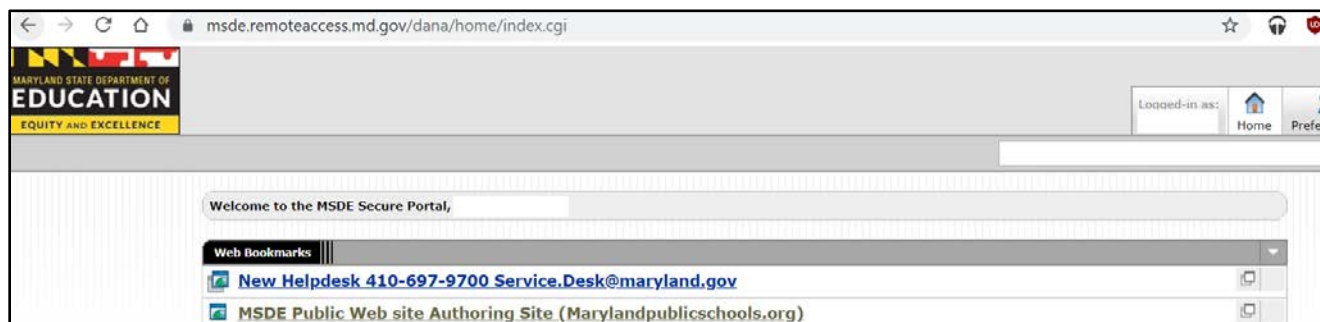 msde.remoteaccess.md.gov/dana/home/index.cgi
MARYLAND STATE DEPARTMENT OF
EDUCATION
EQUITY AND EXCELLENCE
Logged-in as:
Home
Welcome to the MSDE Secure Portal,
Web Bookmarks
New Helpdesk 410-697-9700 Service.Desk@maryland.gov
MSDE Public Web site Authoring Site (Marylandpublicschools.org)